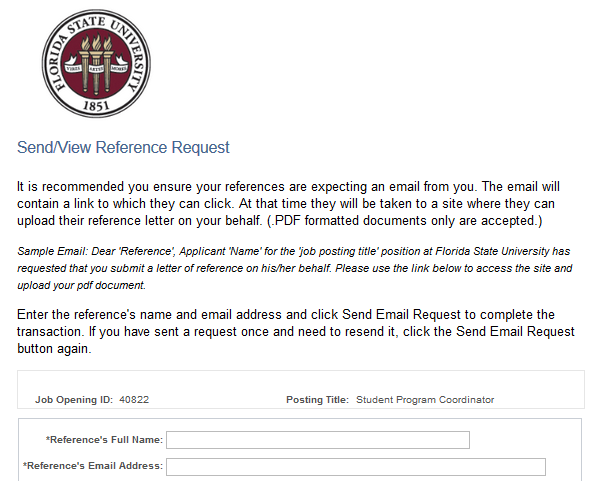 FLORIDA STATE UNIVERSITY
VIRES ARTES MORES
1851
Send/View Reference Request
It is recommended you ensure your references are expecting an email from you. The email will
contain a link to which they can click. At that time they will be taken to a site where they can
upload their reference letter on your behalf. (.PDF formatted documents only are accepted.)
Sample Email: Dear 'Reference', Applicant 'Name' for the 'job posting title' position at Florida State University has
requested that you submit a letter of reference on his/her behalf. Please use the link below to access the site and
upload your pdf document.
Enter the reference's name and email address and click Send Email Request to complete the
transaction. If you have sent a request once and need to resend it, click the Send Email Request
button again.
Job Opening ID: 40822 Posting Title: Student Program Coordinator
*Reference's Full Name:
*Reference's Email Address: